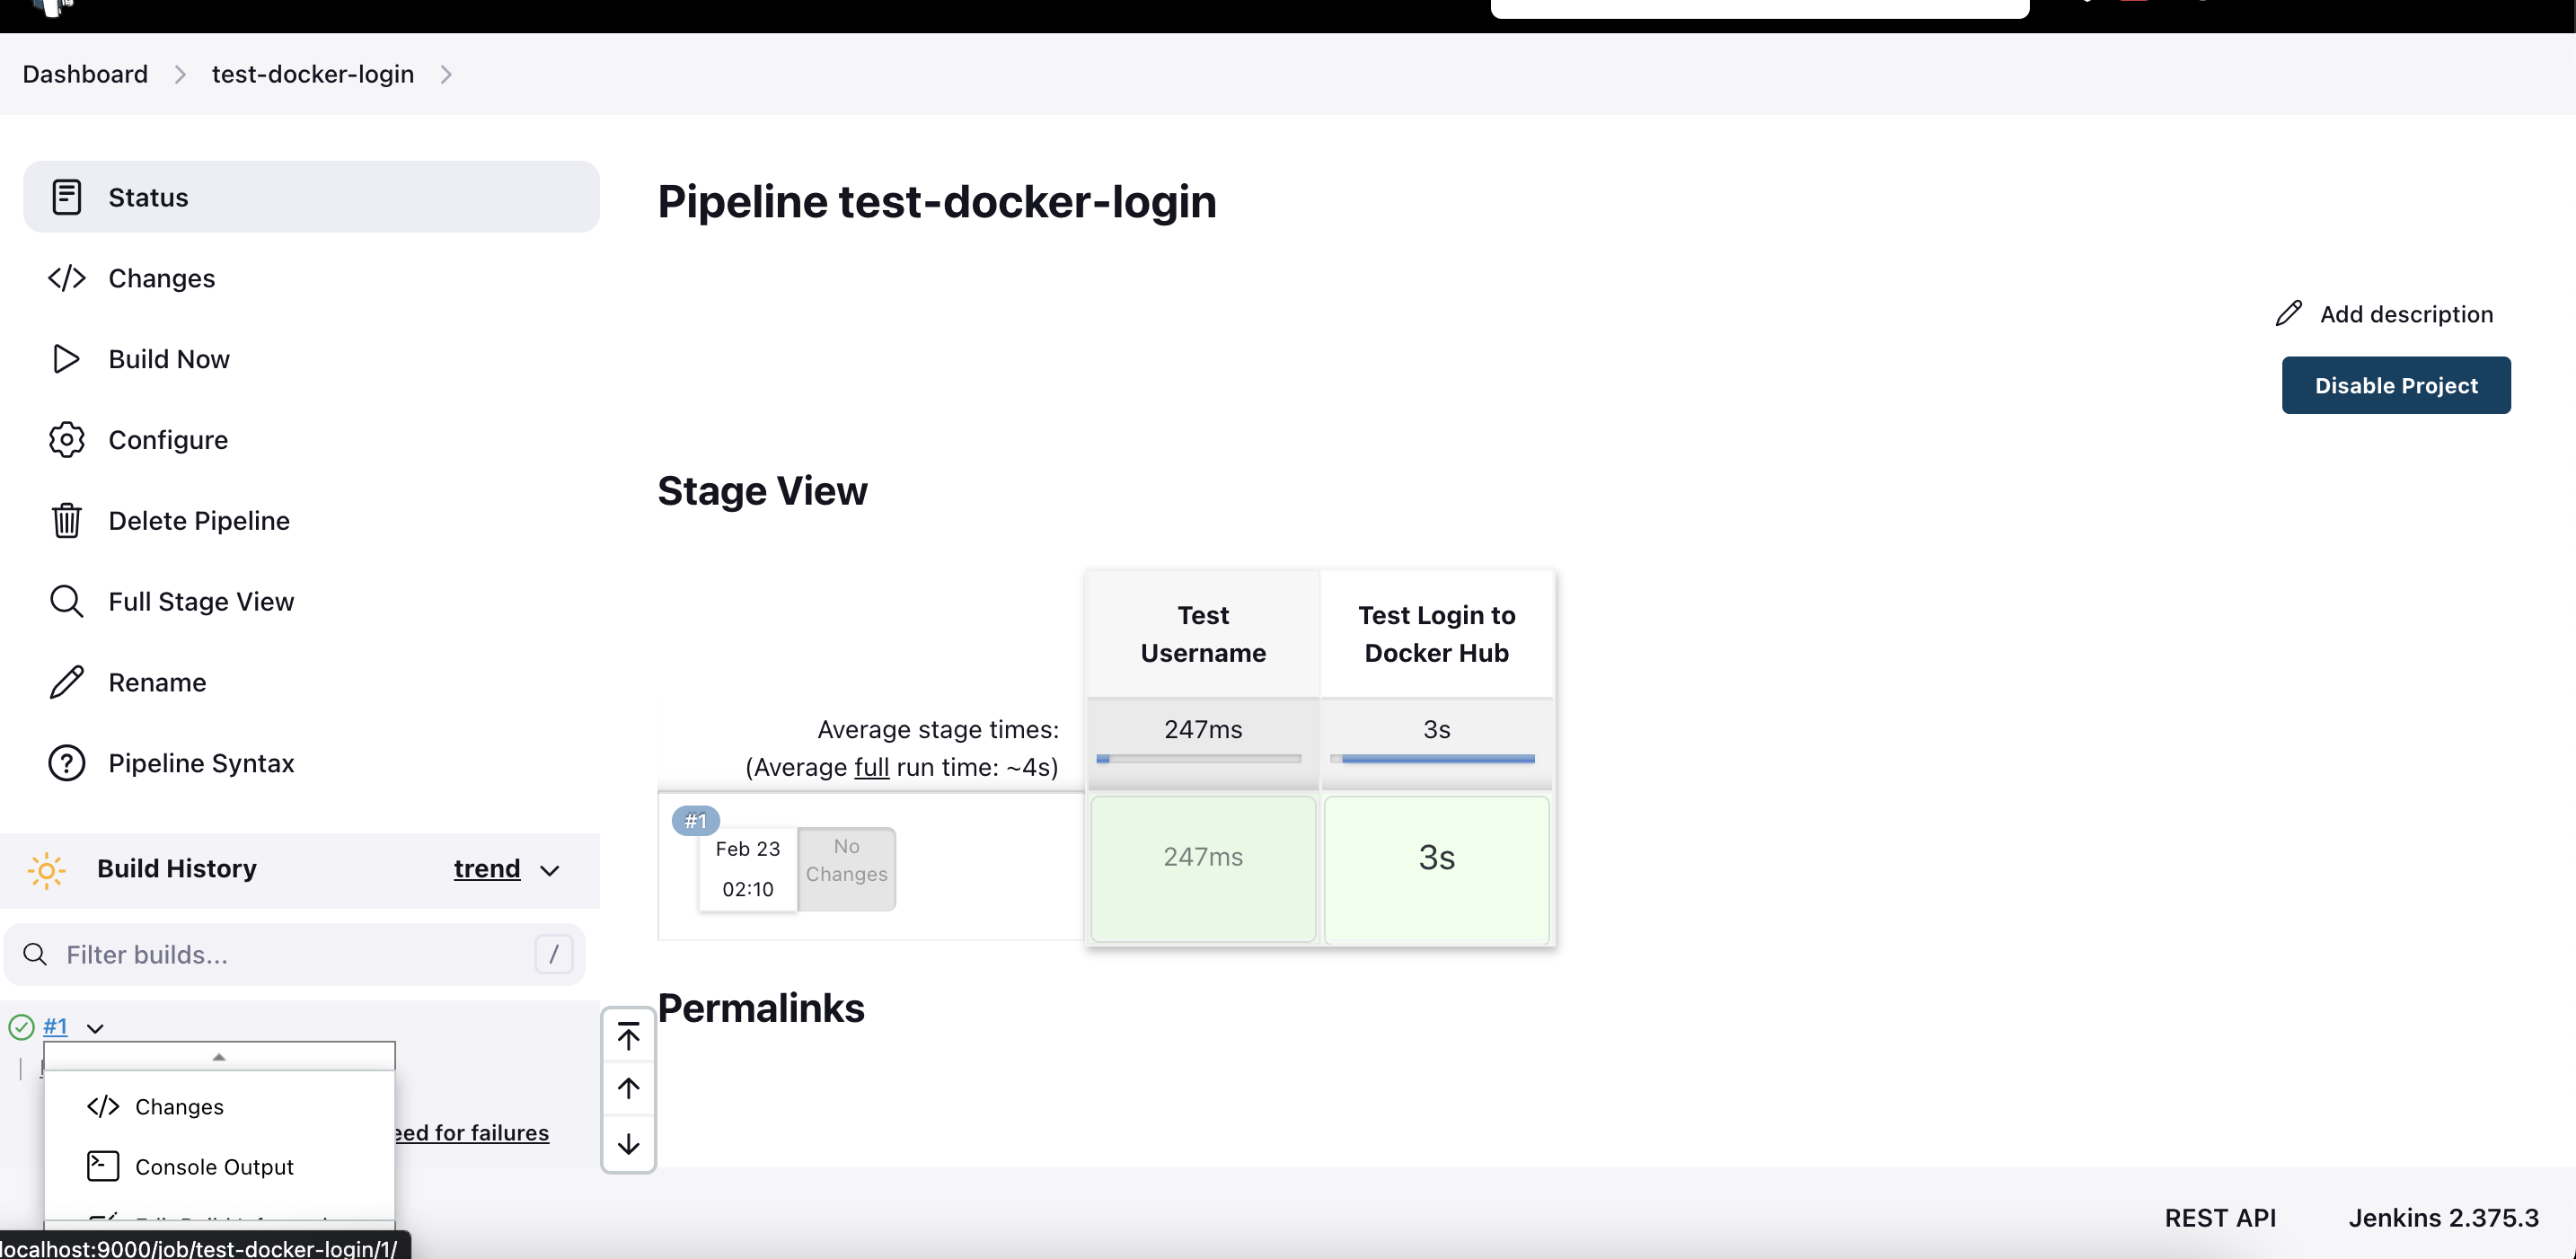 Dashboard
test-docker-login
Status
Changes
Build Now
Configure
Delete Pipeline
Full Stage View
Rename
Pipeline Syntax
Build History
trend
Filter builds...
/
#1
Changes
Console Output
eed for failures
localhost:9000/job/test-docker-login/1/
Pipeline test-docker-login
Add description
Disable Project
Stage View
Test
Username
Test Login to
Docker Hub
Average stage times:
(Average full run time: ~4s)
247ms
3s
#1
Feb 23
02:10
No
Changes
247ms
3s
Permalinks
REST API
Jenkins 2.375.3